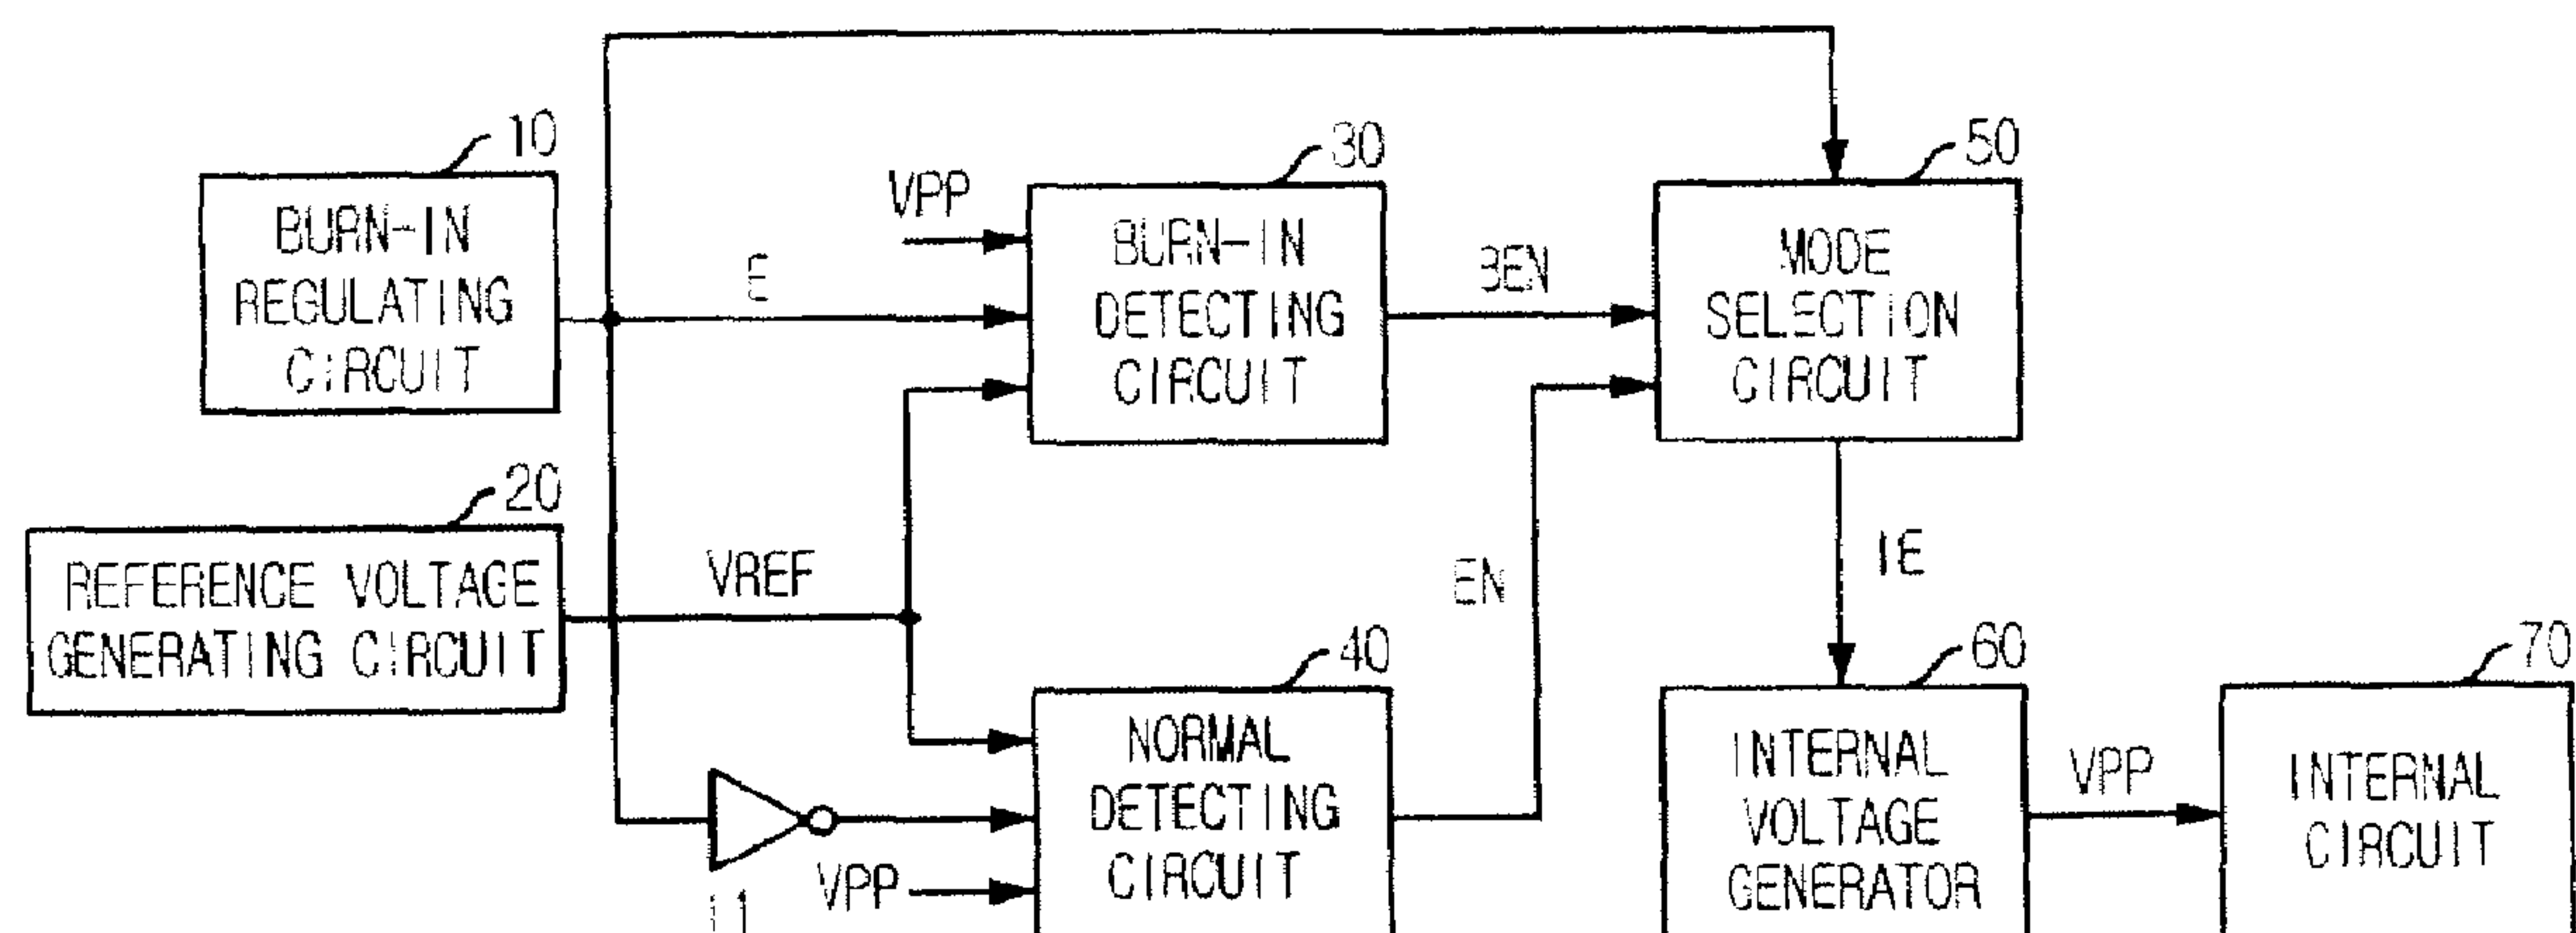 10
BURN-IN
REGULATING
CIRCUIT
20
REFERENCE VOLTAGE
GENERATING CIRCUIT
E
VREF
I1
VPP
30
BURN-IN
DETECTING
CIRCUIT
VPP
40
NORMAL
DETECTING
CIRCUIT
BEN
EN
50
MODE
SELECTION
CIRCUIT
IE
60
INTERNAL
VOLTAGE
GENERATOR
VPP
70
INTERNAL
CIRCUIT